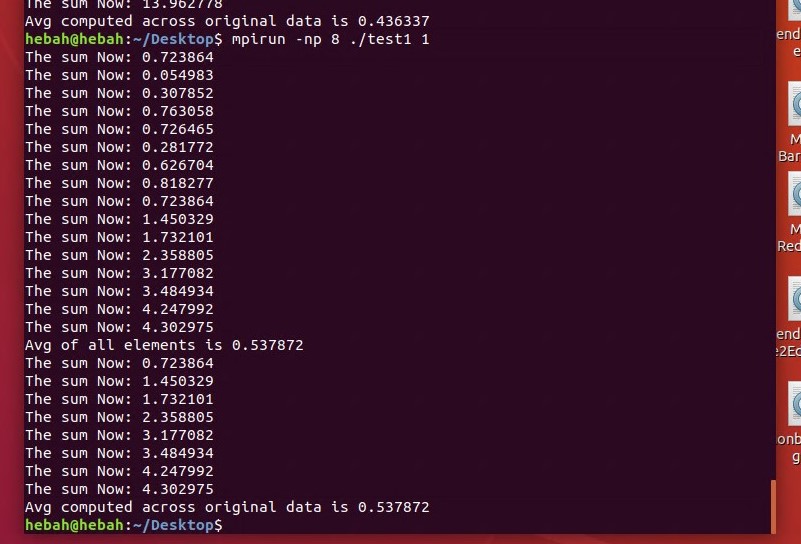 The sum Now: 13.962778
Avg computed across original data is 0.436337
hebah@hebah:~/Desktop$ mpirun -np 8 ./test1 1
The sum Now: 0.723864
The sum Now: 0.054983
The sum Now: 0.307852
The sum Now: 0.763058
The sum Now: 0.726465
The sum Now: 0.281772
The sum Now: 0.626704
The sum Now: 0.818277
The sum Now: 0.723864
The sum Now: 1.450329
The sum Now: 1.732101
The sum Now: 2.358805
The sum Now: 3.177082
The sum Now: 3.484934
The sum Now: 4.247992
The sum Now: 4.302975
Avg of all elements is 0.537872
The sum Now: 0.723864
The sum Now: 1.450329
The sum Now: 1.732101
The sum Now: 2.358805
The sum Now: 3.177082
The sum Now: 3.484934
The sum Now: 4.247992
The sum Now: 4.302975
Avg computed across original data is 0.537872
hebah@hebah:~/Desktop$
end
e
M
Bar
M
Red
end
e2Ec
onb
g